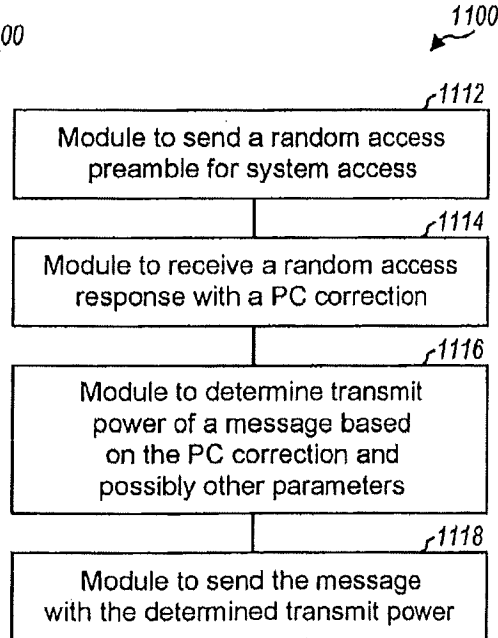 00
1100
1112
Module to send a random access
preamble for system access
1114
Module to receive a random access
response with a PC correction
1116
Module to determine transmit
power of a message based
on the PC correction and
possibly other parameters
1118
Module to send the message
with the determined transmit power